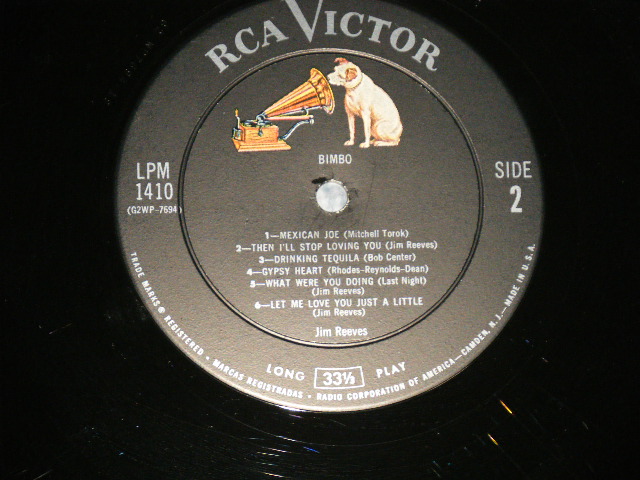 RCA VICTOR
BIMBO
LPM
1410
(G2WP-7694)
SIDE
2
1—MEXICAN JOE (Mitchell Torok)
2—THEN I'LL STOP LOVING YOU (Jim Reeves)
3—DRINKING TEQUILA (Bob Center)
4—GYPSY HEART (Rhodes-Reynolds-Dean)
5—WHAT WERE YOU DOING (Last Night)
(Jim Reeves)
6—LET ME LOVE YOU JUST A LITTLE
(Jim Reeves)
Jim Reeves
LONG 33⅓ PLAY
TRADE MARKS ® REGISTERED • MARCAS REGISTRADAS • RADIO CORPORATION OF AMERICA—CAMDEN, N.J.—MADE IN U.S.A.